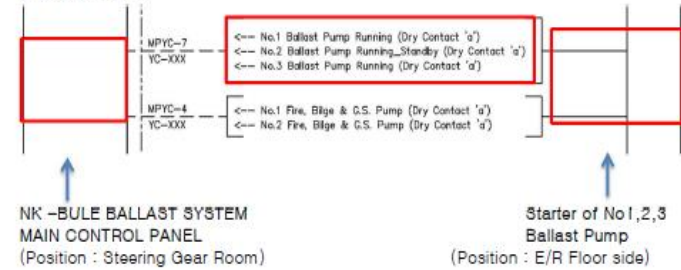 MPYC-7
YC-XXX
<-- No.1 Ballast Pump Running (Dry Contact 'a')
<-- No.2 Ballast Pump Running_Standby (Dry Contact 'a')
<-- No.3 Ballast Pump Running (Dry Contact 'a')
MPYC-4
YC-XXX
<-- No.1 Fire, Bilge & G.S. Pump (Dry Contact 'a')
<-- No.2 Fire, Bilge & G.S. Pump (Dry Contact 'a')
NK -BULE BALLAST SYSTEM
MAIN CONTROL PANEL
(Position : Steering Gear Room)
Starter of No1,2,3
Ballast Pump
(Position : E/R Floor side)